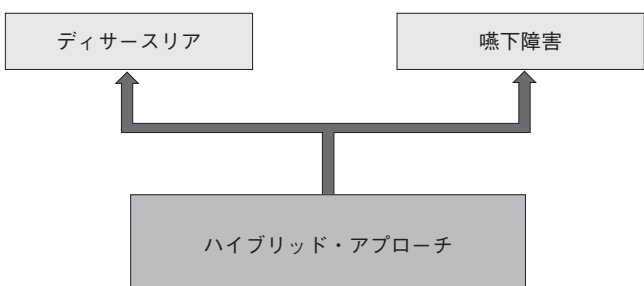 ディサースリア
嚥下障害
ハイブリッド・アプローチ